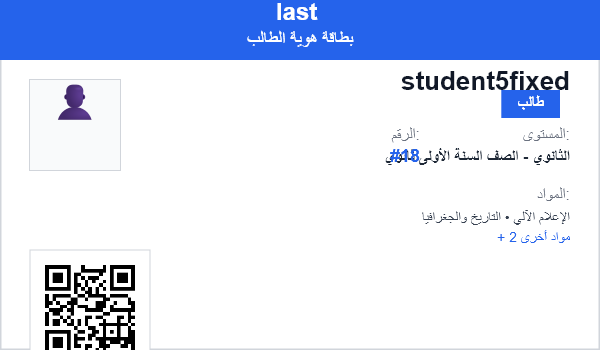 last
بطاقة هوية الطالب
student5fixed
طالب
المستوى:
الرقم:
الثانوي - الصف السنة الأولى ثانوي
#18
المواد:
الإعلام الآلي • التاريخ والجغرافيا
+ 2 مواد أخرى